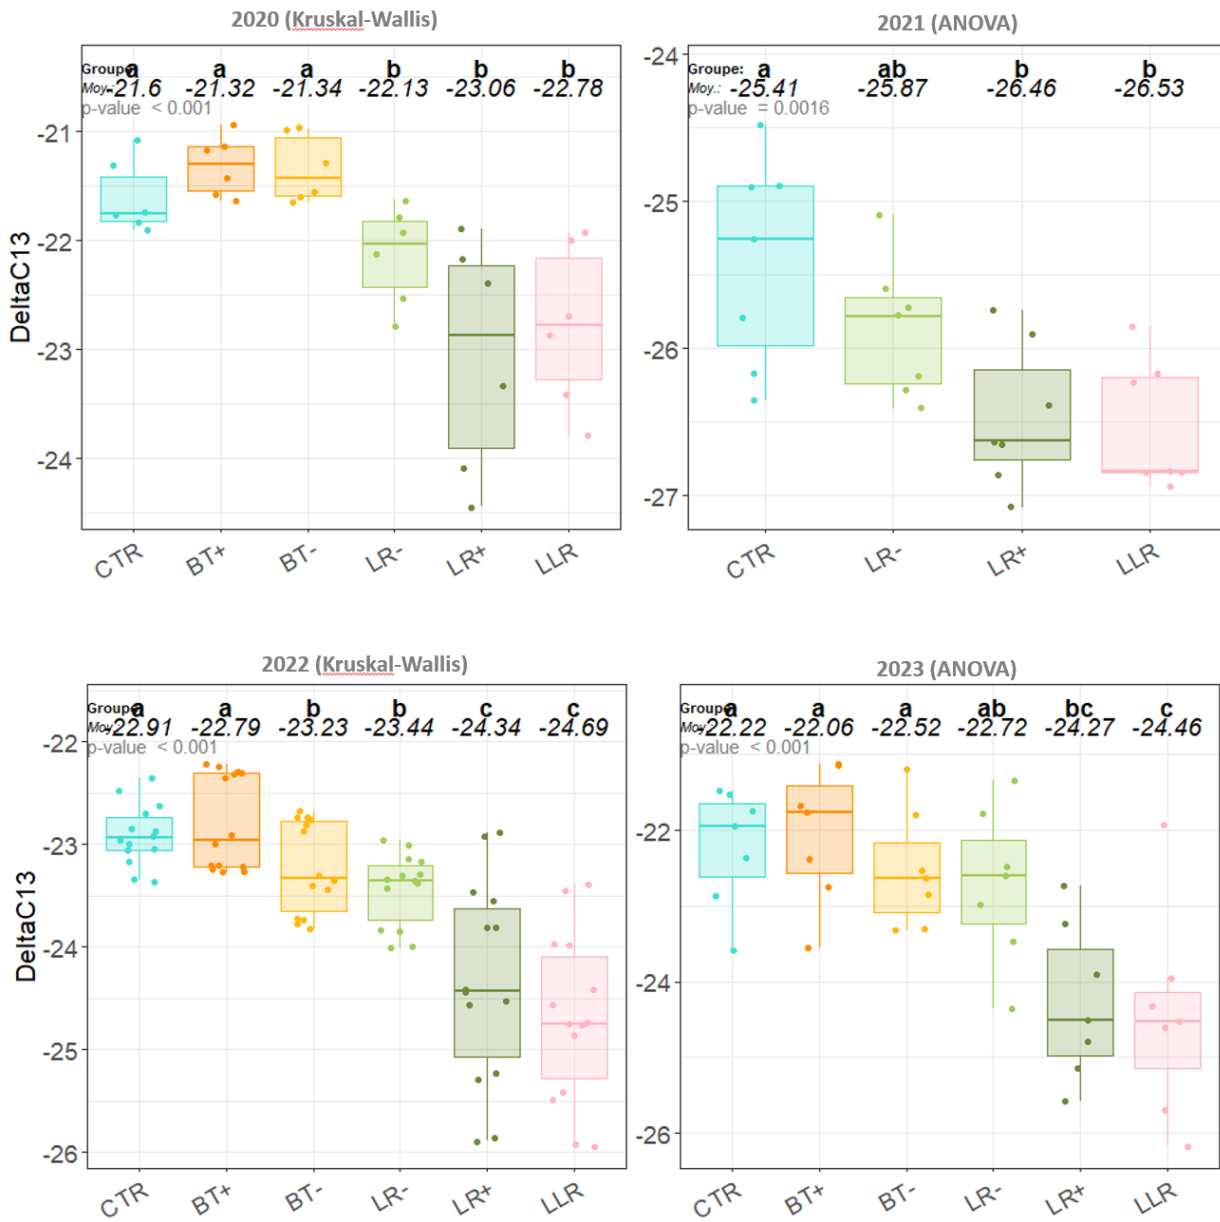 2020 (Kruskal-Wallis)
Groupe: a a a b b b
Moy.: -21.6 -21.32 -21.34 -22.13 -23.06 -22.78
p-value < 0.001
-21
-22
-23
-24
DeltaC13
CTR BT+ BT- LR- LR+ LLR
2021 (ANOVA)
-24
Groupe: a ab b b
Moy.: -25.41 -25.87 -26.46 -26.53
p-value = 0.0016
-25
-26
-27
CTR LR- LR+ LLR
2022 (Kruskal-Wallis)
Groupe a a b b c c
Moy. -22.91 -22.79 -23.23 -23.44 -24.34 -24.69
-22
p-value < 0.001
-23
-24
-25
-26
DeltaC13
CTR BT+ BT- LR- LR+ LLR
2023 (ANOVA)
Groupe a a a ab bc c
Moy. -22.22 -22.06 -22.52 -22.72 -24.27 -24.46
p-value < 0.001
-22
-24
-26
CTR BT+ BT- LR- LR+ LLR